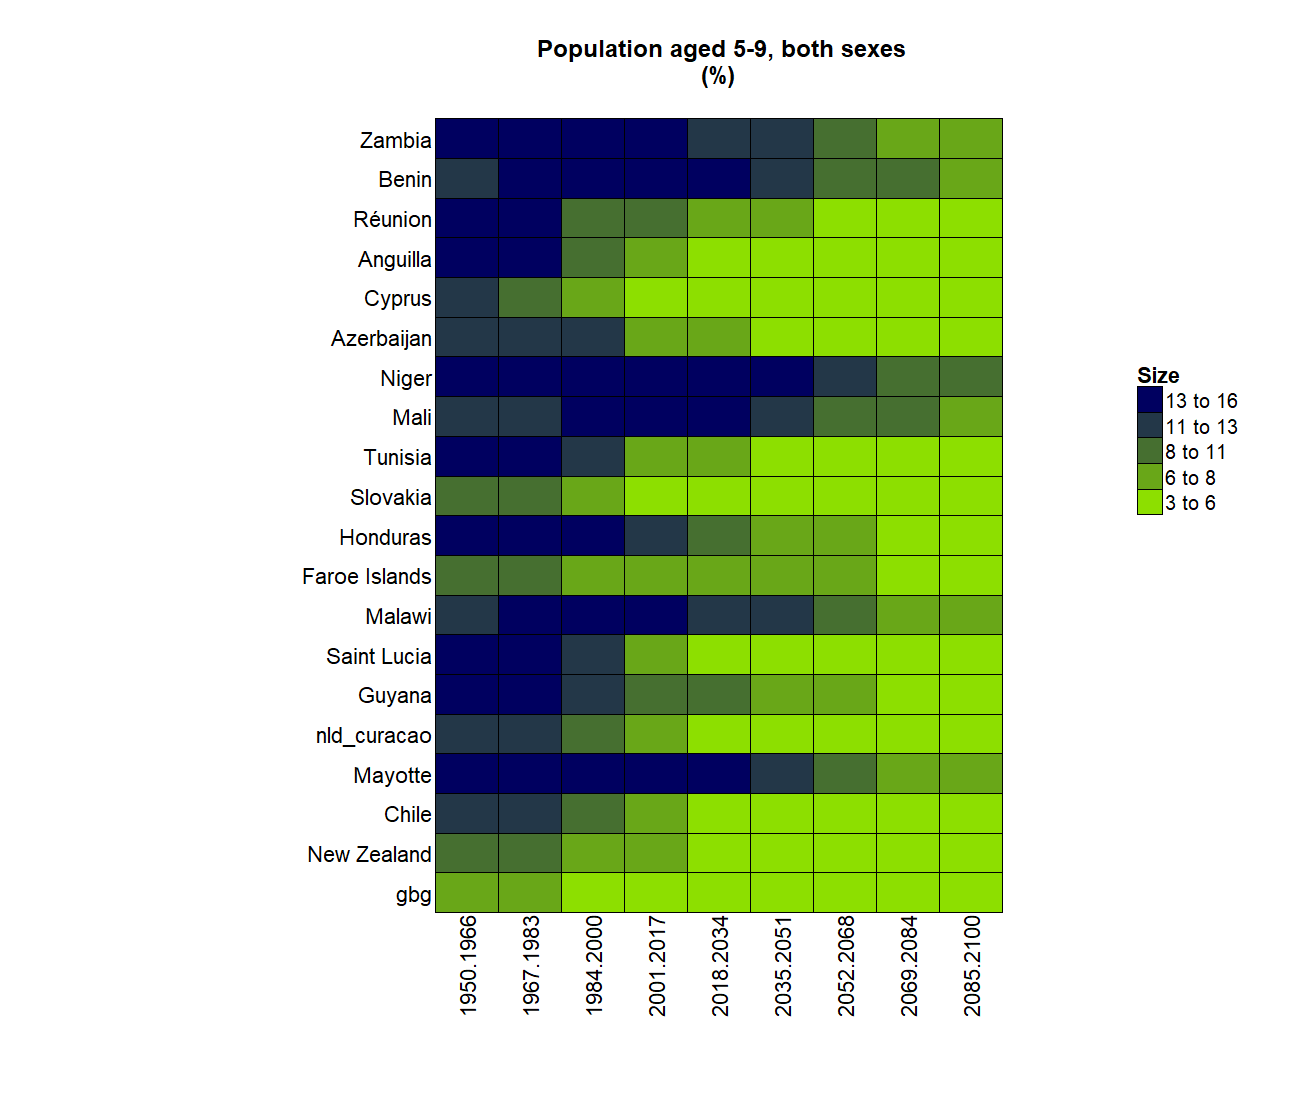 Population aged 5-9, both sexes
(%)
Zambia
Benin
Réunion
Anguilla
Cyprus
Azerbaijan
Niger
Mali
Tunisia
Slovakia
Honduras
Faroe Islands
Malawi
Saint Lucia
Guyana
nld_curacao
Mayotte
Chile
New Zealand
gbg
1950.1966
1967.1983
1984.2000
2001.2017
2018.2034
2035.2051
2052.2068
2069.2084
2085.2100
Size
13 to 16
11 to 13
8 to 11
6 to 8
3 to 6